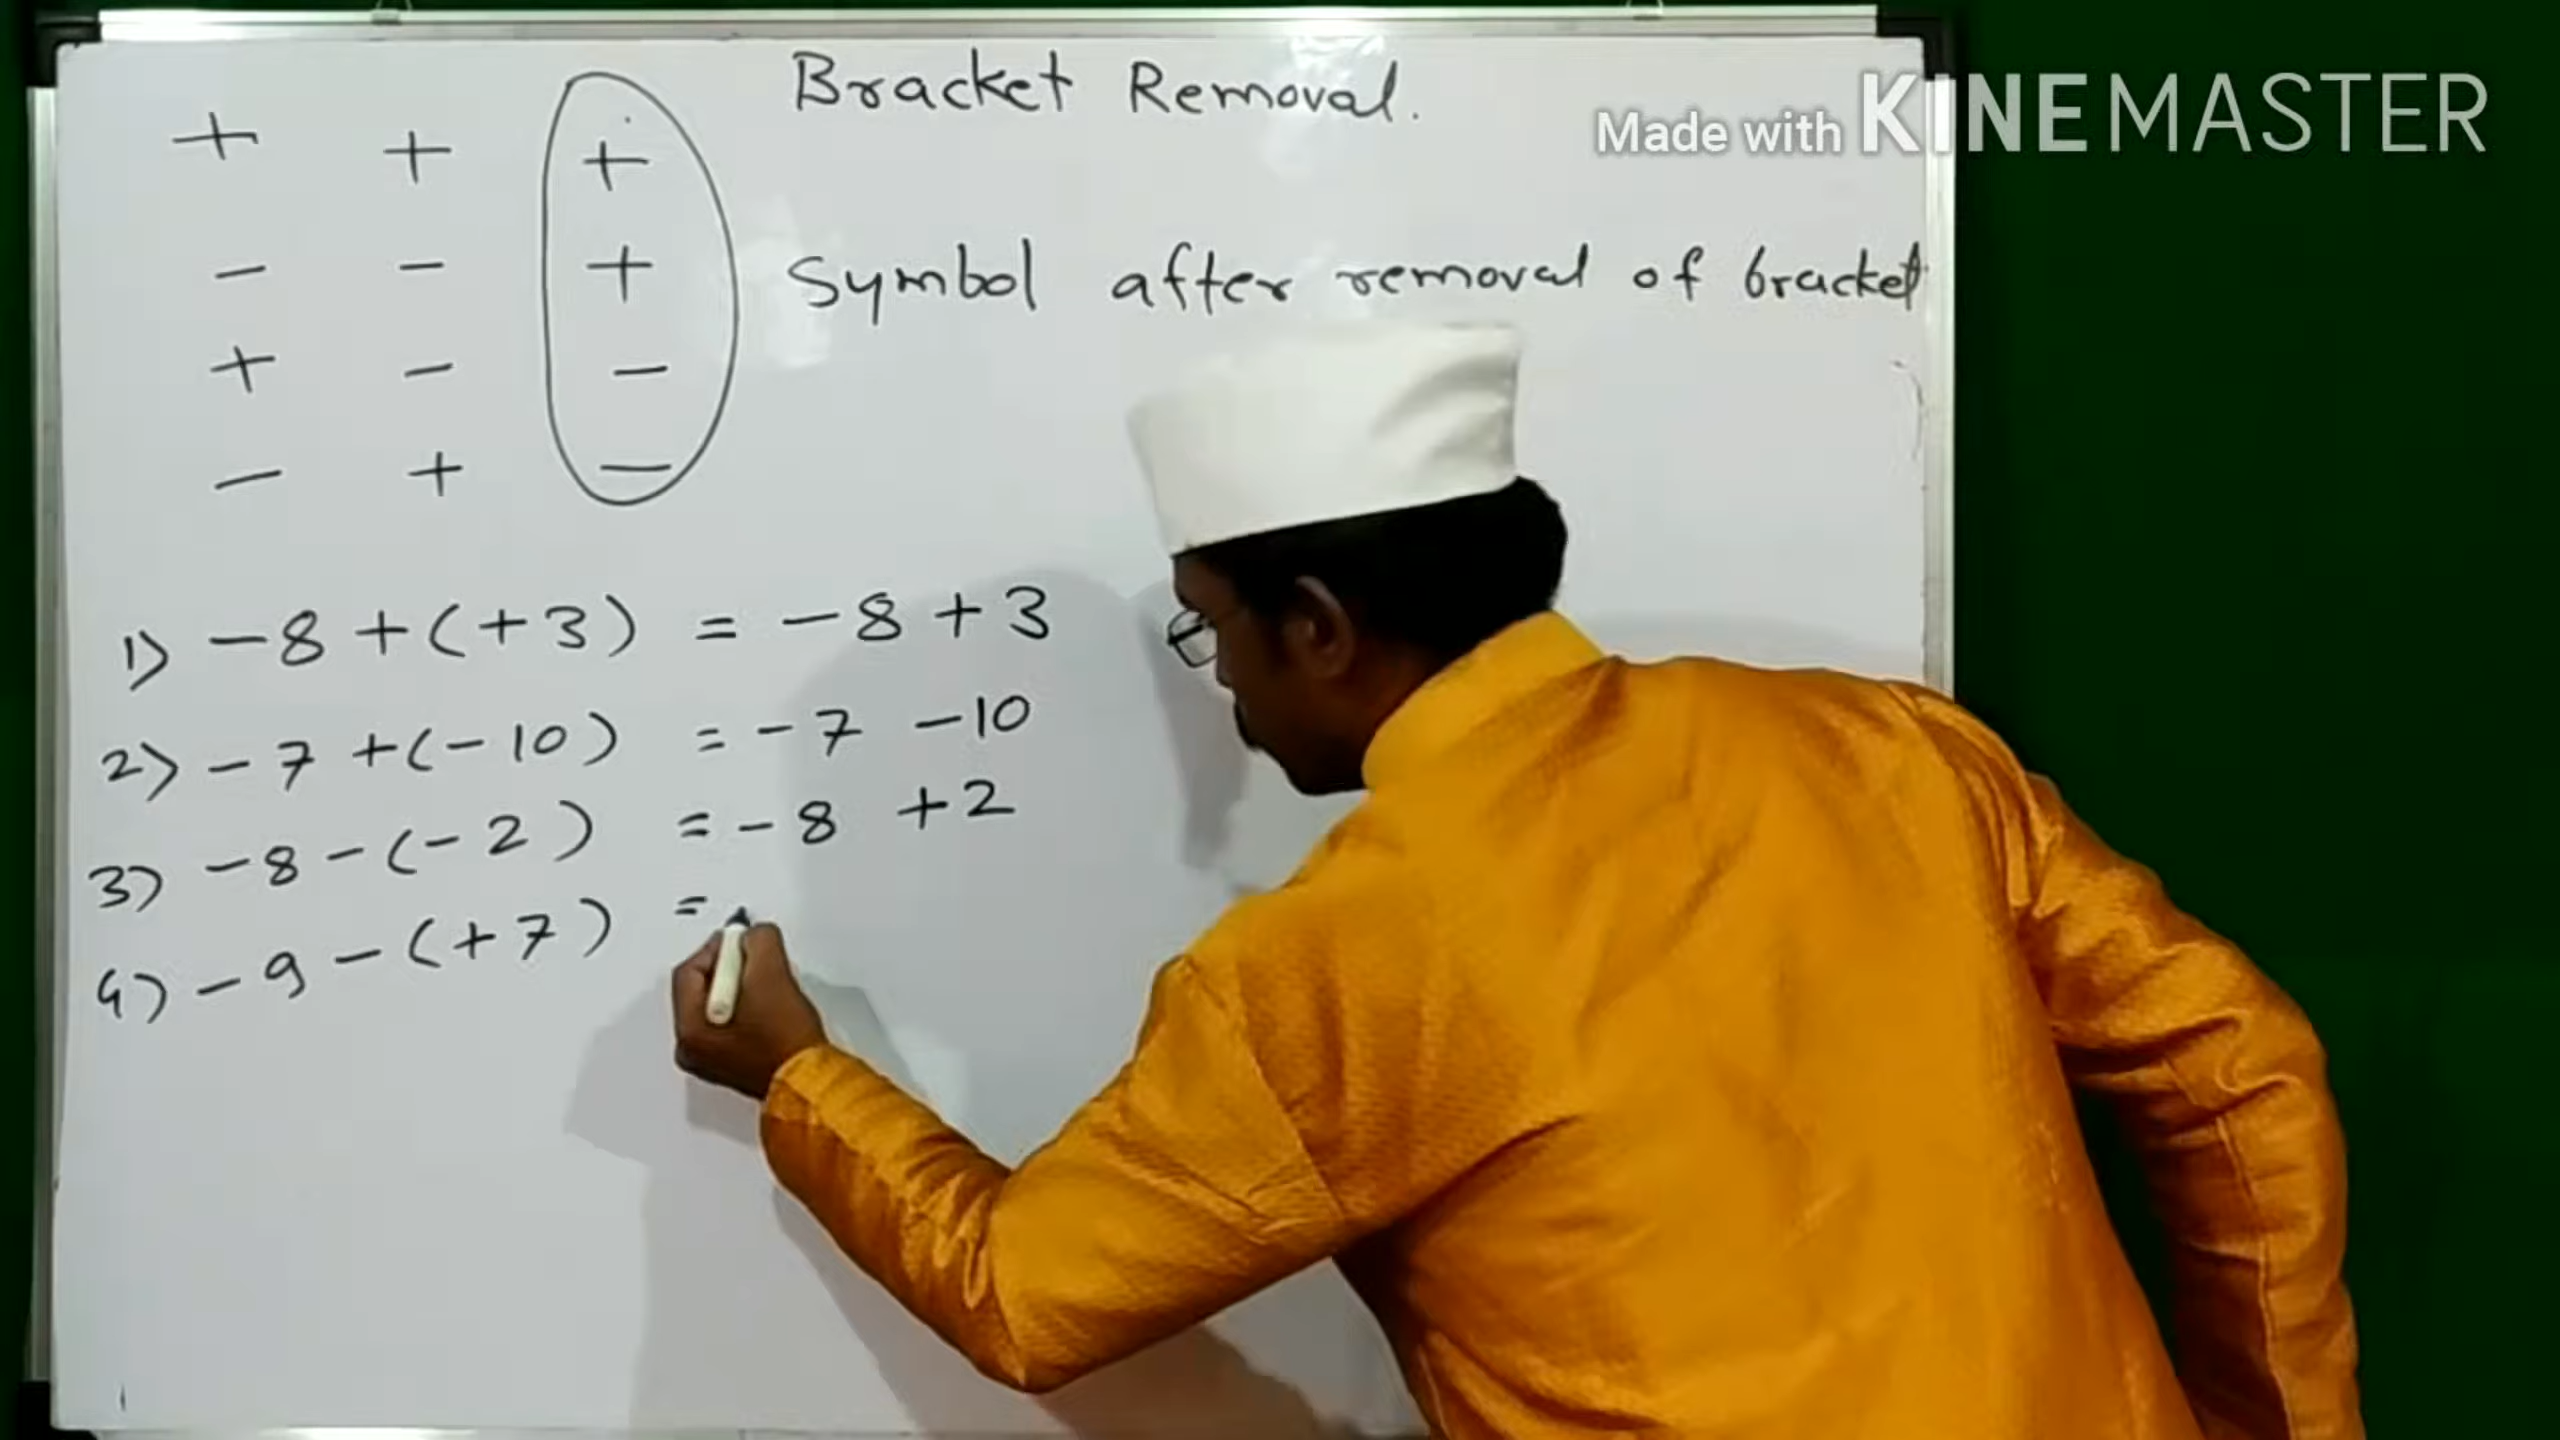 Bracket Removal.
Made with KINEMASTER
+ + +
- - + Symbol after removal of bracket
+ - -
- + -
1) -8 + (+3) = -8 + 3
2) -7 + (-10) = -7 -10
3) -8 - (-2) = -8 +2
4) -9 - (+7) =